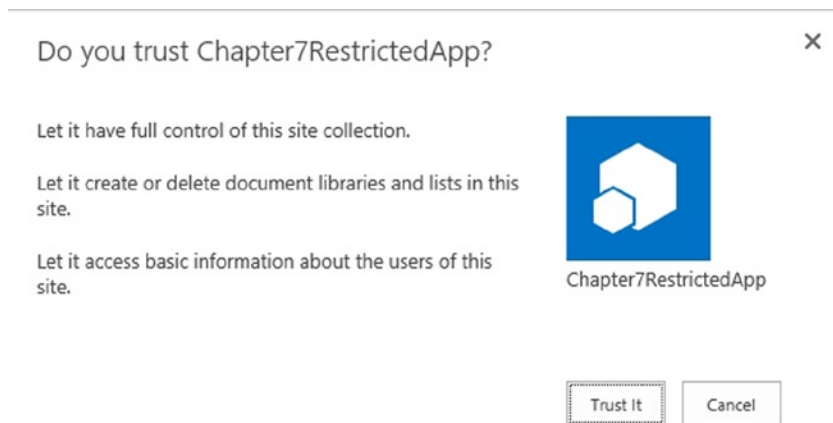 Do you trust Chapter7RestrictedApp?
Let it have full control of this site collection.
Let it create or delete document libraries and lists in this
site.
Let it access basic information about the users of this
site.
Chapter7RestrictedApp
Trust It
Cancel